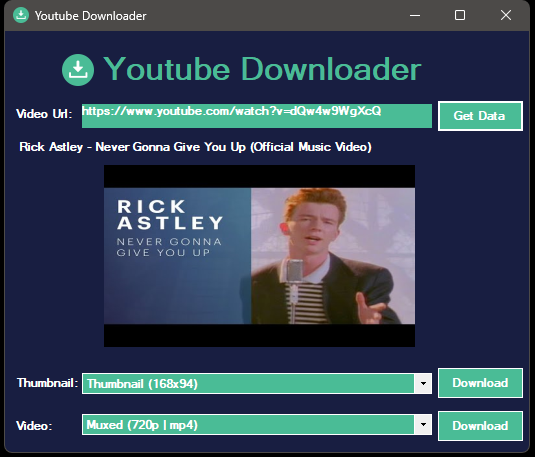 Youtube Downloader
Youtube Downloader
Video Url: https://www.youtube.com/watch?v=dQw4w9WgXcQ Get Data
Rick Astley - Never Gonna Give You Up (Official Music Video)
RICK
ASTLEY
NEVER GONNA
GIVE YOU UP
Thumbnail: Thumbnail (168x94) Download
Video: Muxed (720p | mp4) Download